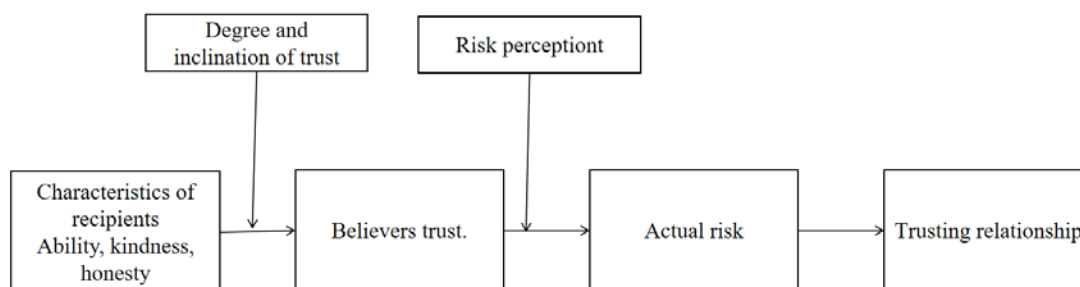 Degree and
inclination of trust
Risk perceptiont
Characteristics of
recipients
Ability, kindness,
honesty
Believers trust.
Actual risk
Trusting relationship